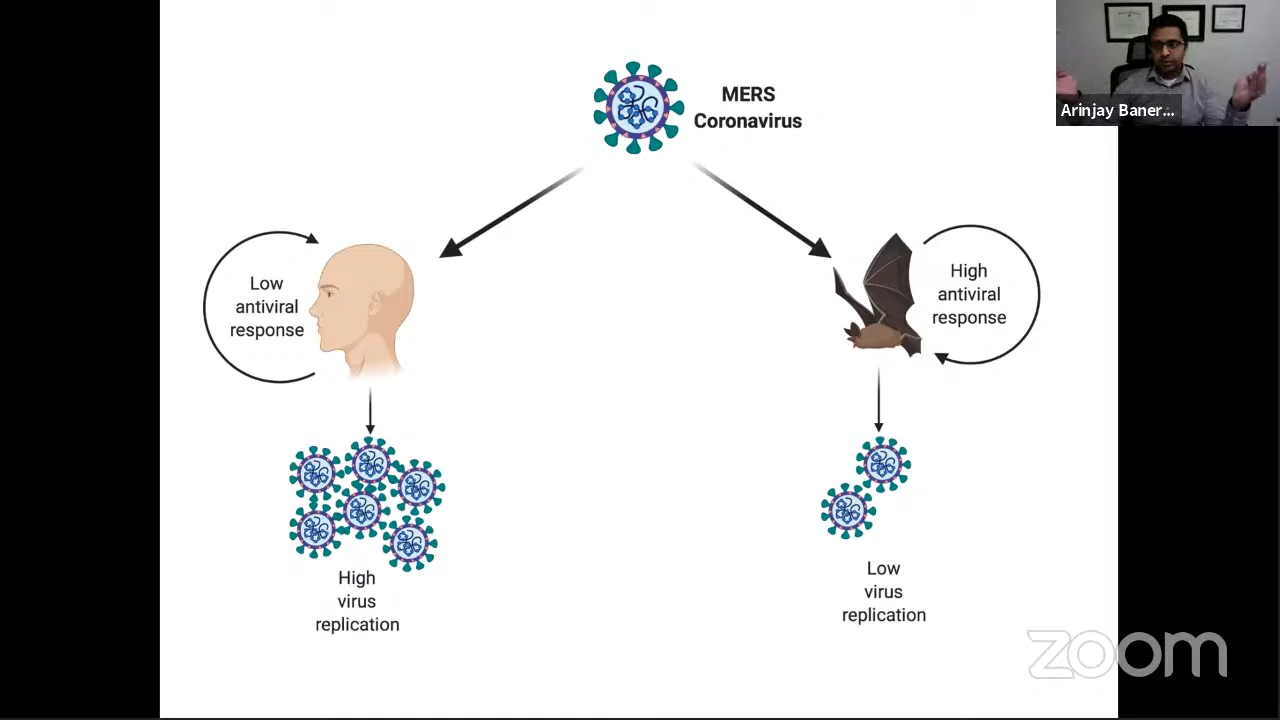 MERS
Coronavirus
Arinjay Baner...
Low
antiviral
response
High
antiviral
response
High
virus
replication
Low
virus
replication
zoom